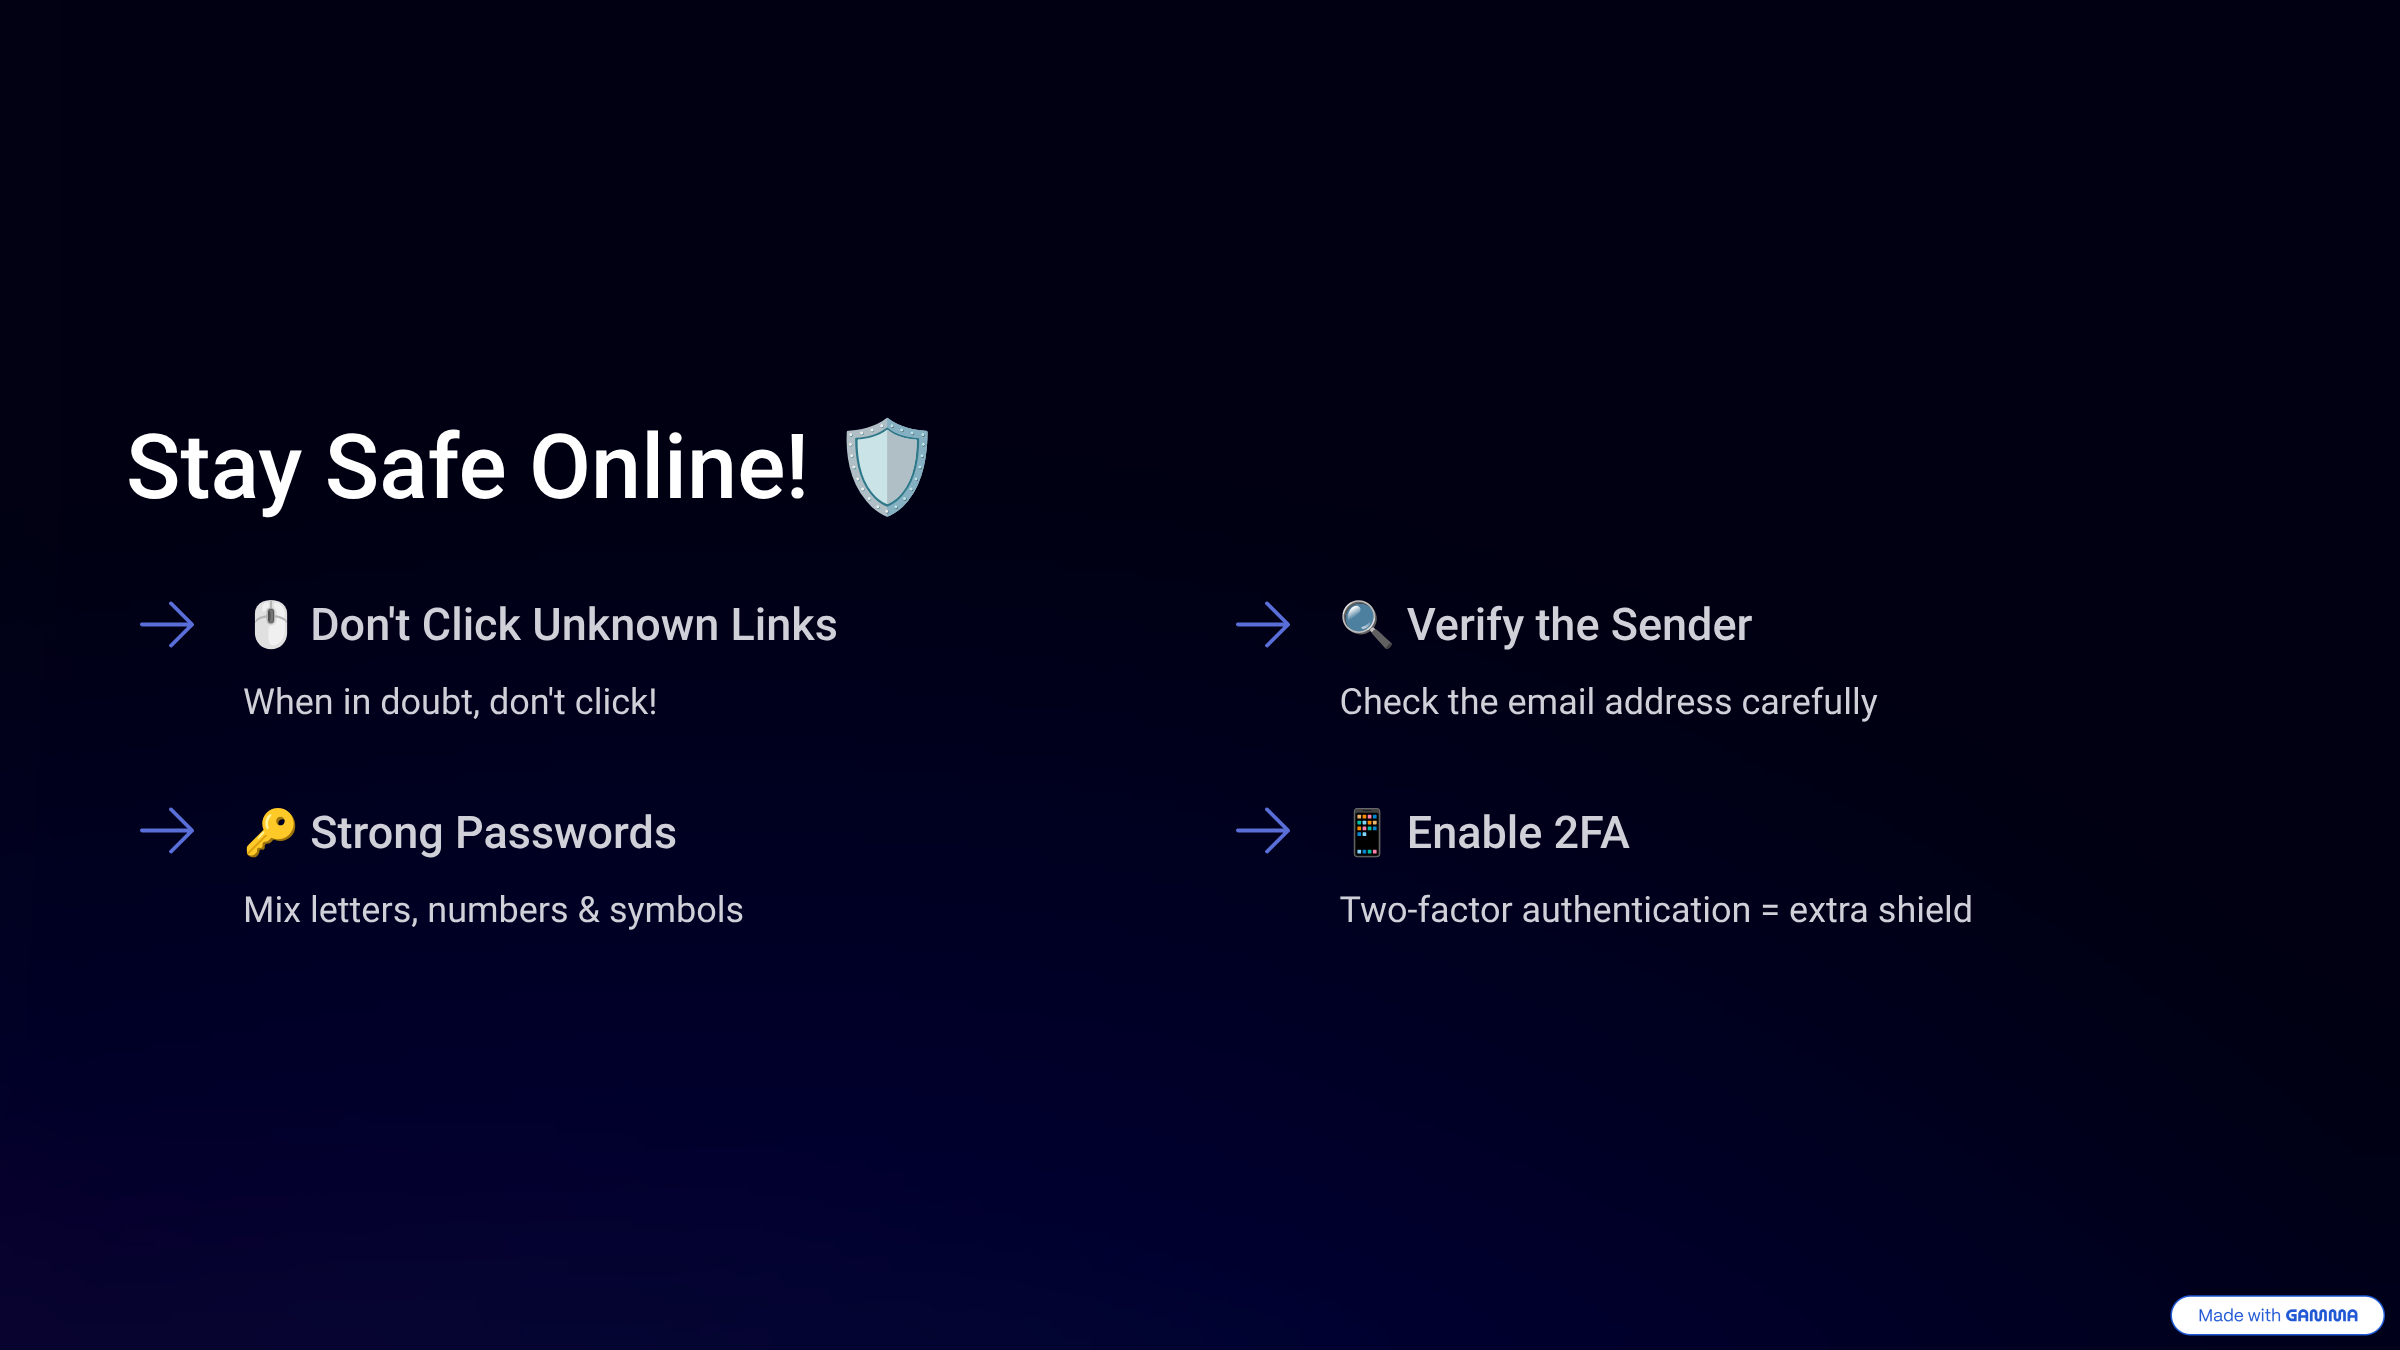 Stay Safe Online! 🛡️
🖱️ Don't Click Unknown Links
When in doubt, don't click!
🔍 Verify the Sender
Check the email address carefully
🔑 Strong Passwords
Mix letters, numbers & symbols
📱 Enable 2FA
Two-factor authentication = extra shield
Made with GAMMA